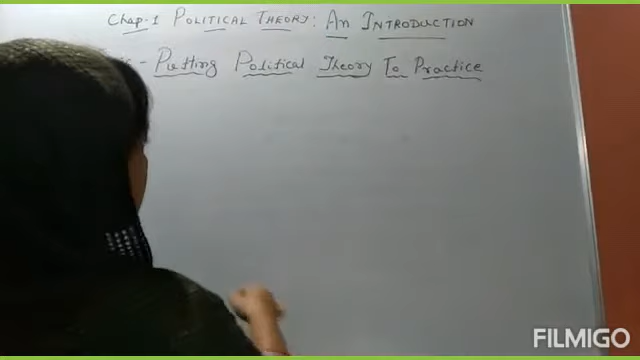 Chap-1 POLITICAL THEORY: An INTRODUCTION
- Putting Political Theory To Practice
FILMIGO